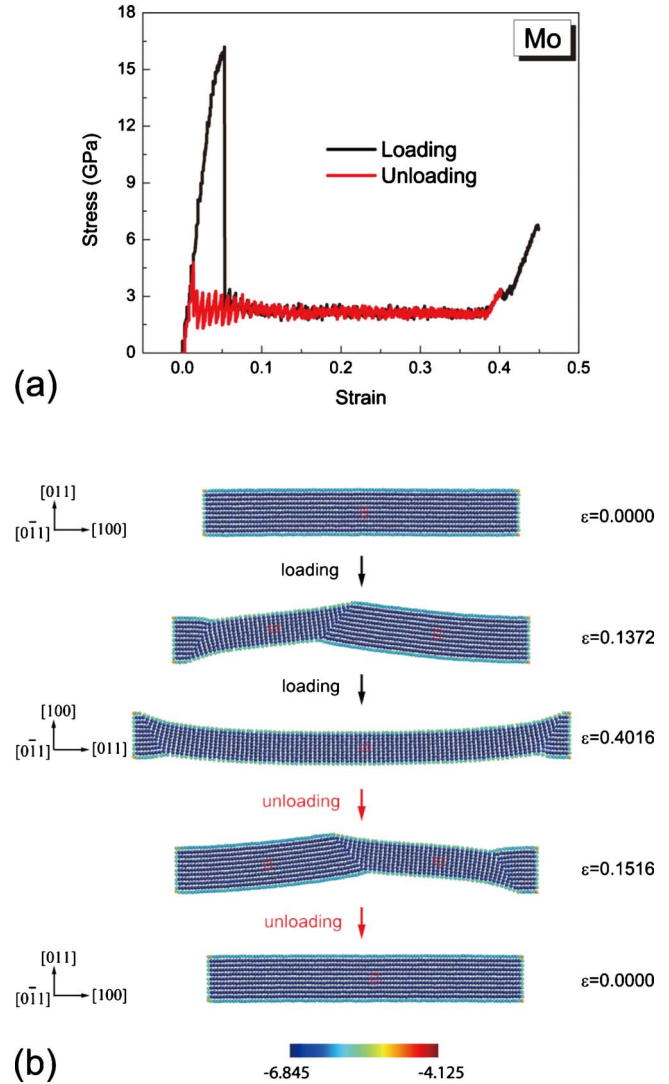 Mo
18
15
12
9
6
3
0
Stress (GPa)
Loading
Unloading
0.0 0.1 0.2 0.3 0.4 0.5
Strain
(a)
[011]
[01̄1] [100]
ε=0.0000
loading
ε=0.1372
loading
[100]
[01̄1] [011]
ε=0.4016
unloading
ε=0.1516
unloading
[011]
[01̄1] [100]
ε=0.0000
(b)
-6.845 -4.125